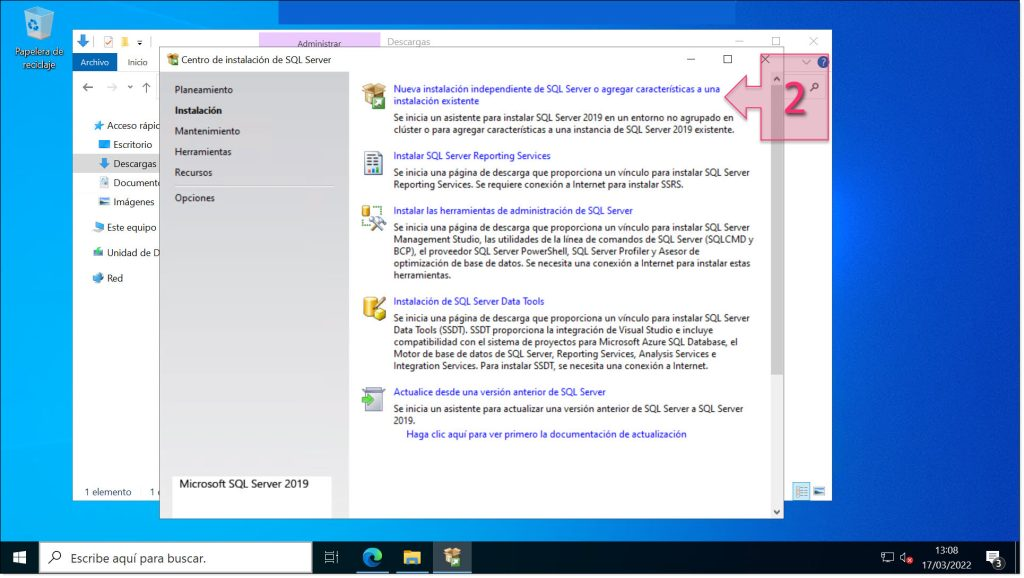 Papelera de
reciclaje
Administrar
Descargas
Archivo
Inicio
Acceso rápic
Escritorio
Descargas
Documento
Imágenes
Este equipo
Unidad de D
Red
1 elemento
1 e
Centro de instalación de SQL Server
Planeamiento
Instalación
Mantenimiento
Herramientas
Recursos
Opciones
Microsoft SQL Server 2019
Nueva instalación independiente de SQL Server o agregar características a una
instalación existente
Se inicia un asistente para instalar SQL Server 2019 en un entorno no agrupado en
clúster o para agregar características a una instancia de SQL Server 2019 existente.
2
Instalar SQL Server Reporting Services
Se inicia una página de descarga que proporciona un vínculo para instalar SQL Server
Reporting Services. Se requiere conexión a Internet para instalar SSRS.
Instalar las herramientas de administración de SQL Server
Se inicia una página de descarga que proporciona un vínculo para instalar SQL Server
Management Studio, las utilidades de la línea de comandos de SQL Server (SQLCMD y
BCP), el proveedor SQL Server PowerShell, SQL Server Profiler y Asesor de
optimización de base de datos. Se necesita una conexión a Internet para instalar estas
herramientas.
Instalación de SQL Server Data Tools
Se inicia una página de descarga que proporciona un vínculo para instalar SQL Server
Data Tools (SSDT). SSDT proporciona la integración de Visual Studio e incluye
compatibilidad con el sistema de proyectos para Microsoft Azure SQL Database, el
Motor de base de datos de SQL Server, Reporting Services, Analysis Services e
Integration Services. Para instalar SSDT, se necesita una conexión a Internet.
Actualice desde una versión anterior de SQL Server
Se inicia un asistente para actualizar una versión anterior de SQL Server a SQL Server
2019.
Haga clic aquí para ver primero la documentación de actualización
Escribe aquí para buscar.
13:08
17/03/2022
3